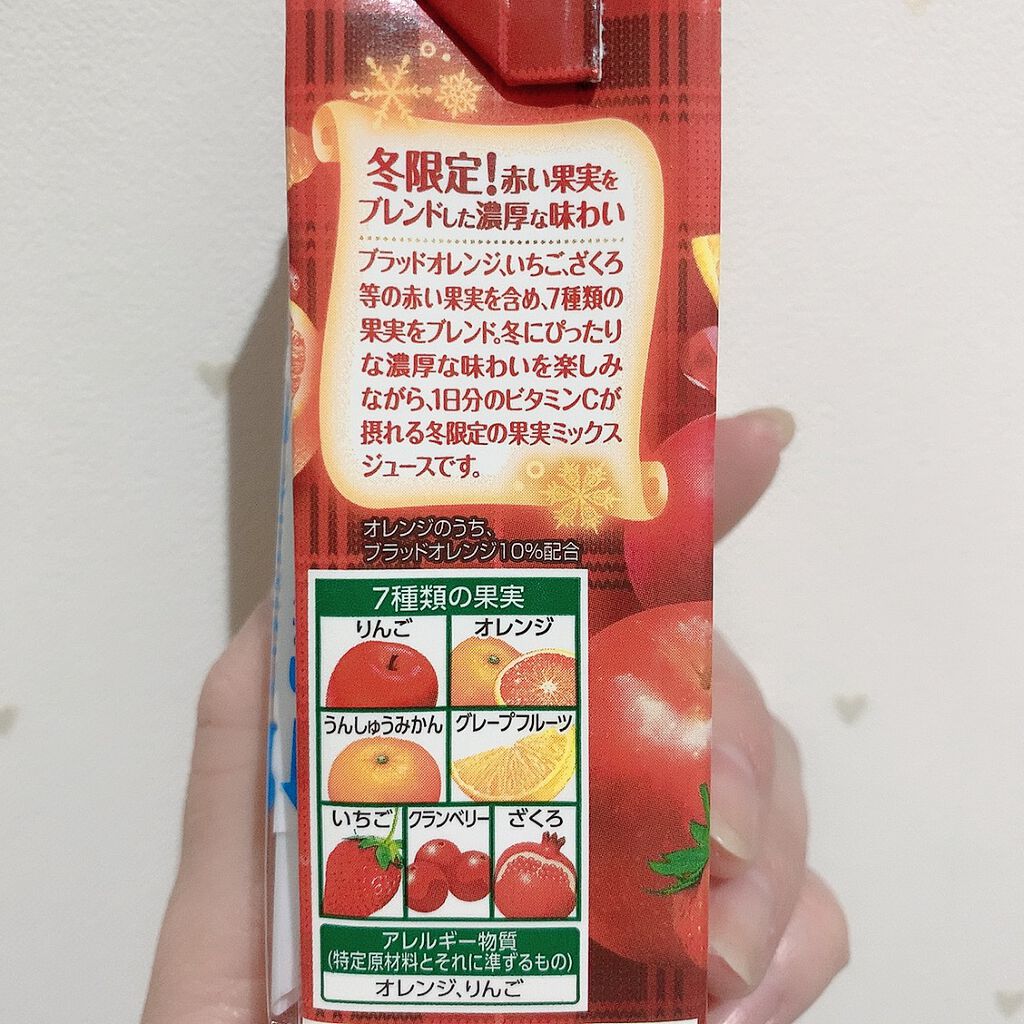 冬限定!赤い果実を
ブレンドした濃厚な味わい
ブラッドオレンジ、いちご、ざくろ
等の赤い果実を含め、7種類の
果実をブレンド。冬にぴったり
な濃厚な味わいを楽しみ
ながら、1日分のビタミンCが
摂れる冬限定の果実ミックス
ジュースです。
オレンジのうち、
ブラッドオレンジ10%配合
7種類の果実
りんご
オレンジ
うんしゅうみかん
グレープフルーツ
いちご
クランベリー
ざくろ
アレルギー物質
(特定原材料とそれに準ずるもの)
オレンジ、りんご